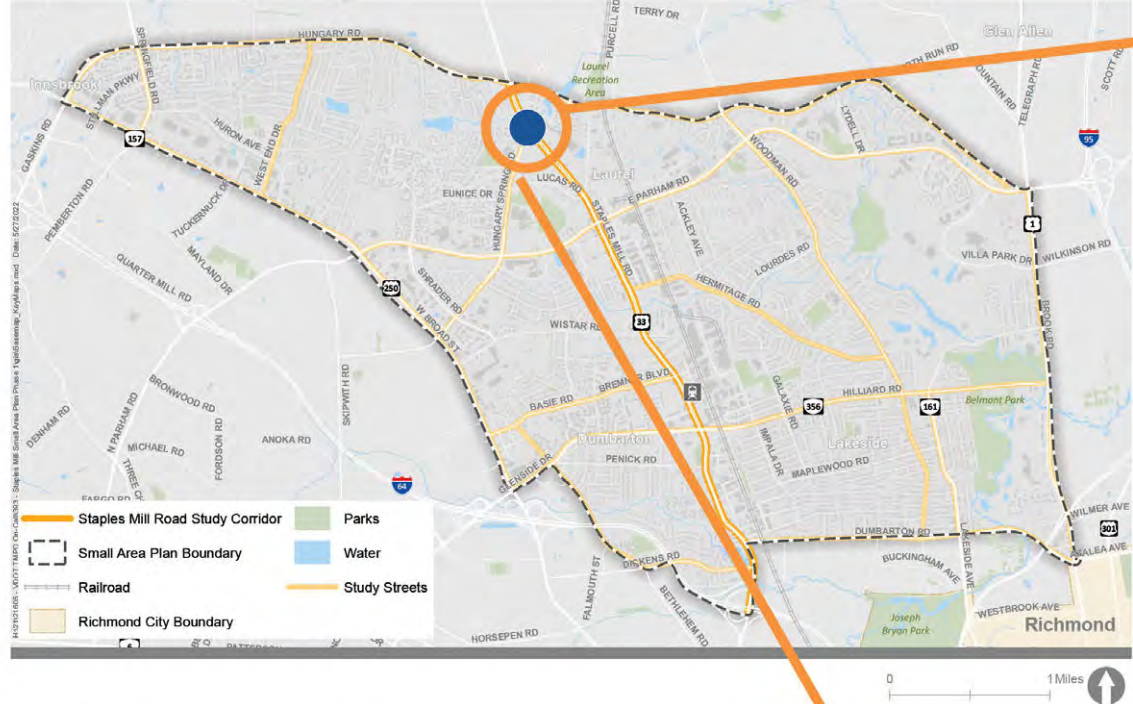 TERRY DR
SPRINGFIELD RD
HUNGARY RD
PURCELL RD
Glen Allen
Laurel
Recreation
Area
MOUNTAIN RD
TELEGRAPH RD
SCOTT RD
Innsbrook
STILLMAN PKWY
GASKINS RD
157
HURON AVE
WEST END DR
LYDELL DR
95
WOODMAN RD
LUCAS RD
Laurel
E PARHAM RD
EUNICE DR
HUNGARY SPRING RD
STAPLES MILL RD
ACKLEY AVE
PEMBERTON RD
TUCKERNUCK DR
1
MAYLAND DR
LOURDES RD
VILLA PARK DR
WILKINSON RD
QUARTER MILL RD
SHRADER RD
HERMITAGE RD
250
W BROAD ST
WISTAR RD
33
BROOK RD
BREMNER BLVD
BRONWOOD RD
SKIPWITH RD
BASIE RD
GALAXIE RD
HILLIARD RD
356
161
Belmont Park
DENHAM RD
N PARHAM RD
MICHAEL RD
FORDSON RD
ANOKA RD
Dumbarton
IMPALA DR
Lakeside
PENICK RD
MAPLEWOOD RD
GLENSIDE DR
64
FARGO RD
Staples Mill Road Study Corridor
Parks
WILMER AVE
301
Small Area Plan Boundary
Water
DUMBARTON RD
LAKESIDE AVE
AZALEA AVE
DICKENS RD
BUCKINGHAM AVE
FALMOUTH ST
Railroad
Study Streets
BETHLEHEM RD
WESTBROOK AVE
Joseph
Bryan Park
Richmond
Richmond City Boundary
HORSEPEN RD
6
0
1 Miles
Date: 5/27/2022